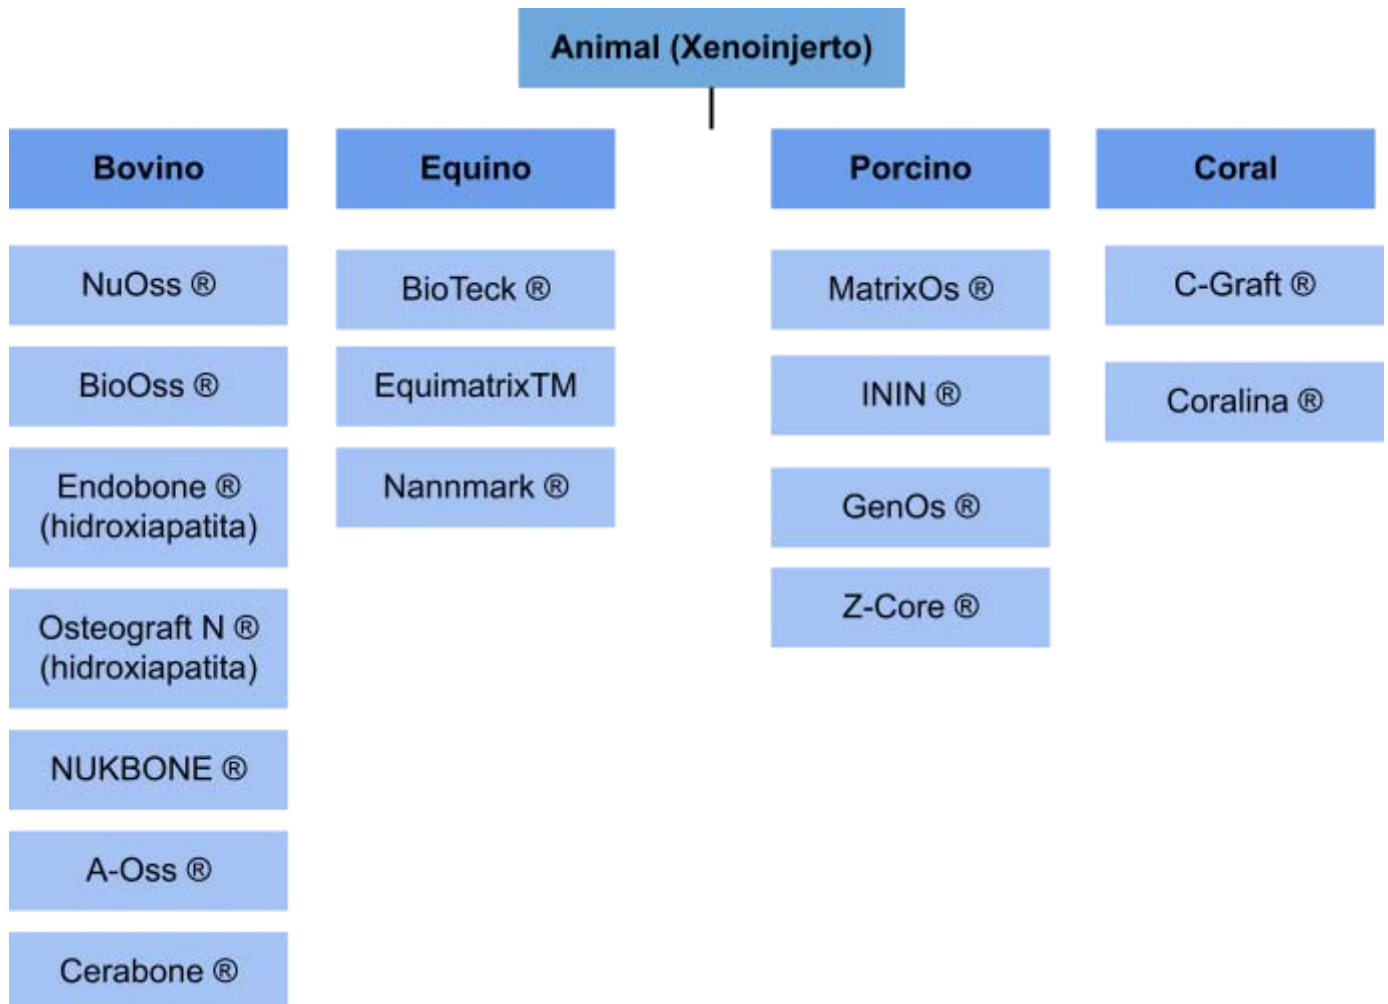 Animal (Xenoinjerto)
Bovino
Equino
Porcino
Coral
NuOss ®
BioOss ®
Endobone ®
(hidroxiapatita)
Osteograft N ®
(hidroxiapatita)
NUKBONE ®
A-Oss ®
Cerabone ®
BioTeck ®
EquimatrixTM
Nannmark ®
MatrixOs ®
ININ ®
GenOs ®
Z-Core ®
C-Graft ®
Coralina ®